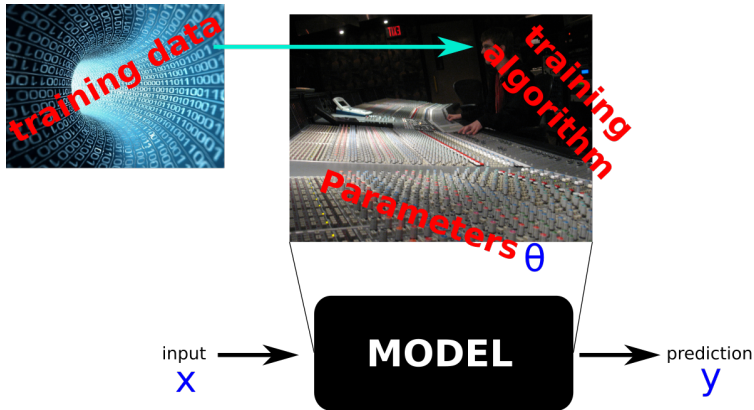 training data
training
algorithm
Parameters
θ
MODEL
input
x
prediction
y